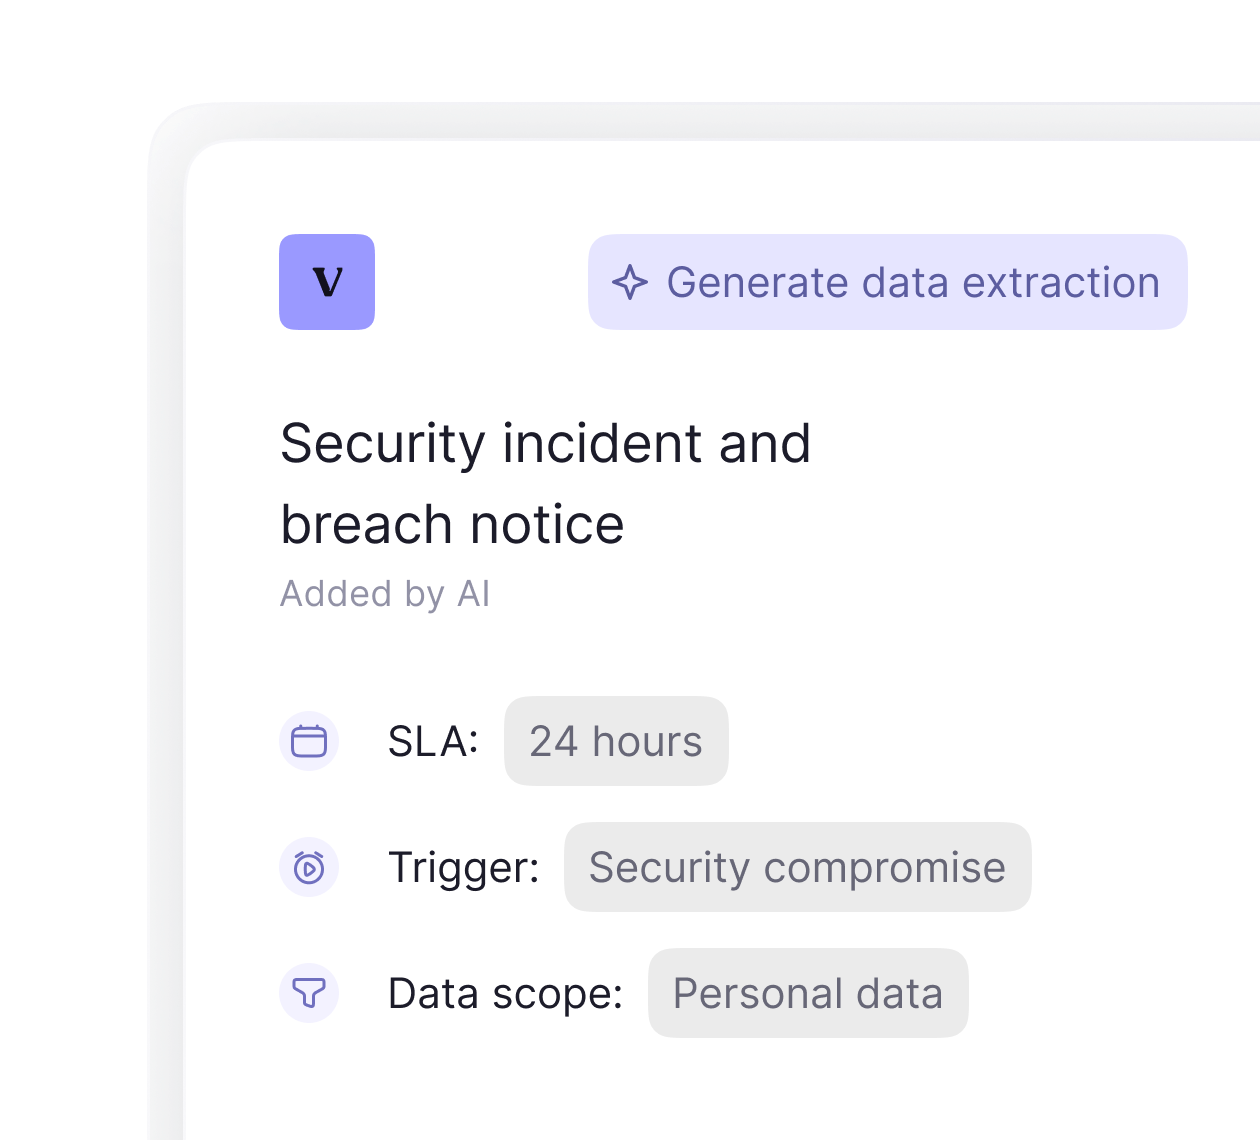 V
Generate data extraction
Security incident and
breach notice
Added by AI
SLA: 24 hours
Trigger: Security compromise
Data scope: Personal data